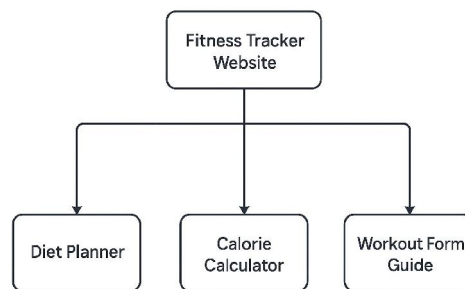 Fitness Tracker
Website
Diet Planner
Calorie
Calculator
Workout Form
Guide